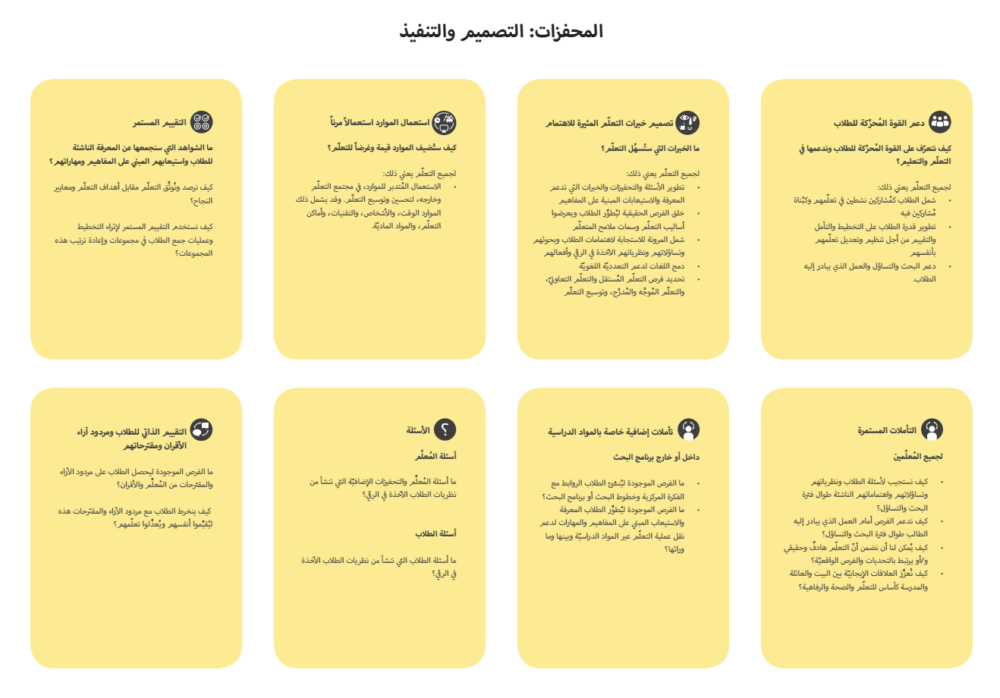 المحفزات: التصميم والتنفيذ
دعم القوة المُحرِّكة للطلاب
كيف نتعرّف على القوة المُحرِّكة للطلاب وندعمها في
التعلّم والتعليم؟
لجميع التعلّم يعني ذلك:
• شمل الطلاب كمُشاركين نشطين في تعلّمهم وكبُناة
مُشاركين فيه
• تطوير قدرة الطلاب على التخطيط والتأمل
والتقييم من أجل تنظيم وتعديل تعلّمهم
بأنفسهم
• دعم البحث والتساؤل والعمل الذي يبادر إليه
الطلاب.
تصميم خبرات التعلّم المثيرة للاهتمام
ما الخبرات التي ستُسهِّل التعلّم؟
لجميع التعلّم يعني ذلك:
• تطوير الأسئلة والتحفيزات والخبرات التي تدعم
المعرفة والاستيعابات المبنية على المفاهيم
• خلق الفرص الحقيقية ليُطوِّر الطلاب ويعرضوا
أساليب التعلّم وسمات ملامح المتعلّم
• شمل المرونة للاستجابة لاهتمامات الطلاب وبحوثهم
وتساؤلاتهم ونظرياتهم الآخذة في الرقي وأفعالهم
• دمج اللغات لدعم التعدديّة اللغويّة
• تحديد فرص التعلّم المُستقل والتعلّم التعاونيّ،
والتعلّم المُوجَّه والمُدرَّج، وتوسيع التعلّم
استعمال الموارد استعمالاً مرناً
كيف ستُضيف الموارد قيمة وغرضاً للتعلّم؟
لجميع التعلّم يعني ذلك:
• الاستعمال المُتدبر للموارد، في مجتمع التعلّم
وخارجه، لتحسين وتوسيع التعلّم. وقد يشمل ذلك
الموارد الوقت، والأشخاص، والتقنيات، وأماكن
التعلّم، والمواد الماديّة.
التقييم المستمر
ما الشواهد التي سنجمعها عن المعرفة الناشئة
للطلاب واستيعابهم المبني على المفاهيم ومهاراتهم؟
كيف نرصد ونُوثِّق التعلّم مقابل أهداف التعلّم ومعايير
النجاح؟
كيف نستخدم التقييم المستمر لإثراء التخطيط
وعمليات جمع الطلاب في مجموعات وإعادة ترتيب هذه
المجموعات؟
التأملات المستمرة
لجميع المُعلِّمين
• كيف نستجيب لأسئلة الطلاب ونظرياتهم
وتساؤلاتهم واهتماماتهم الناشئة طوال فترة
البحث والتساؤل؟
• كيف ندعم الفرص أمام العمل الذي يبادر إليه
الطالب طوال فترة البحث والتساؤل؟
• كيف يُمكن لنا أن نضمن أنّ التعلّم هادفٌ وحقيقي
و/أو يرتبط بالتحديات والفرص الواقعيّة؟
• كيف نُعزِّز العلاقات الإيجابيّة بين البيت والعائلة
والمدرسة كأساس للتعلّم والصحة والرفاهية؟
تأملات إضافية خاصة بالمواد الدراسية
داخل أو خارج برنامج البحث
• ما الفرص الموجودة ليُنشئ الطلاب الروابط مع
الفكرة المركزية وخطوط البحث أو برنامج البحث؟
• ما الفرص الموجودة ليُطوِّر الطلاب المعرفة
والاستيعاب المبني على المفاهيم والمهارات لدعم
نقل عملية التعلّم عبر المواد الدراسيّة وبينها وما
ورائها؟
؟
الأسئلة
أسئلة المُعلِّم
ما أسئلة المُعلِّم والتحفيزات الإضافيّة التي تنشأ من
نظريات الطلاب الآخذة في الرقيّ؟
أسئلة الطلاب
ما أسئلة الطلاب التي تنشأ من نظريات الطلاب الآخذة
في الرقيّ؟
التقييم الذاتي للطلاب ومردود آراء
الأقران ومقترحاتهم
ما الفرص الموجودة ليحصل الطلاب على مردود الآراء
والمقترحات من المُعلِّم والأقران؟
كيف ينخرط الطلاب مع مردود الآراء والمقترحات هذه
ليُقيِّموا أنفسهم ويُعدِّلوا تعلّمهم؟